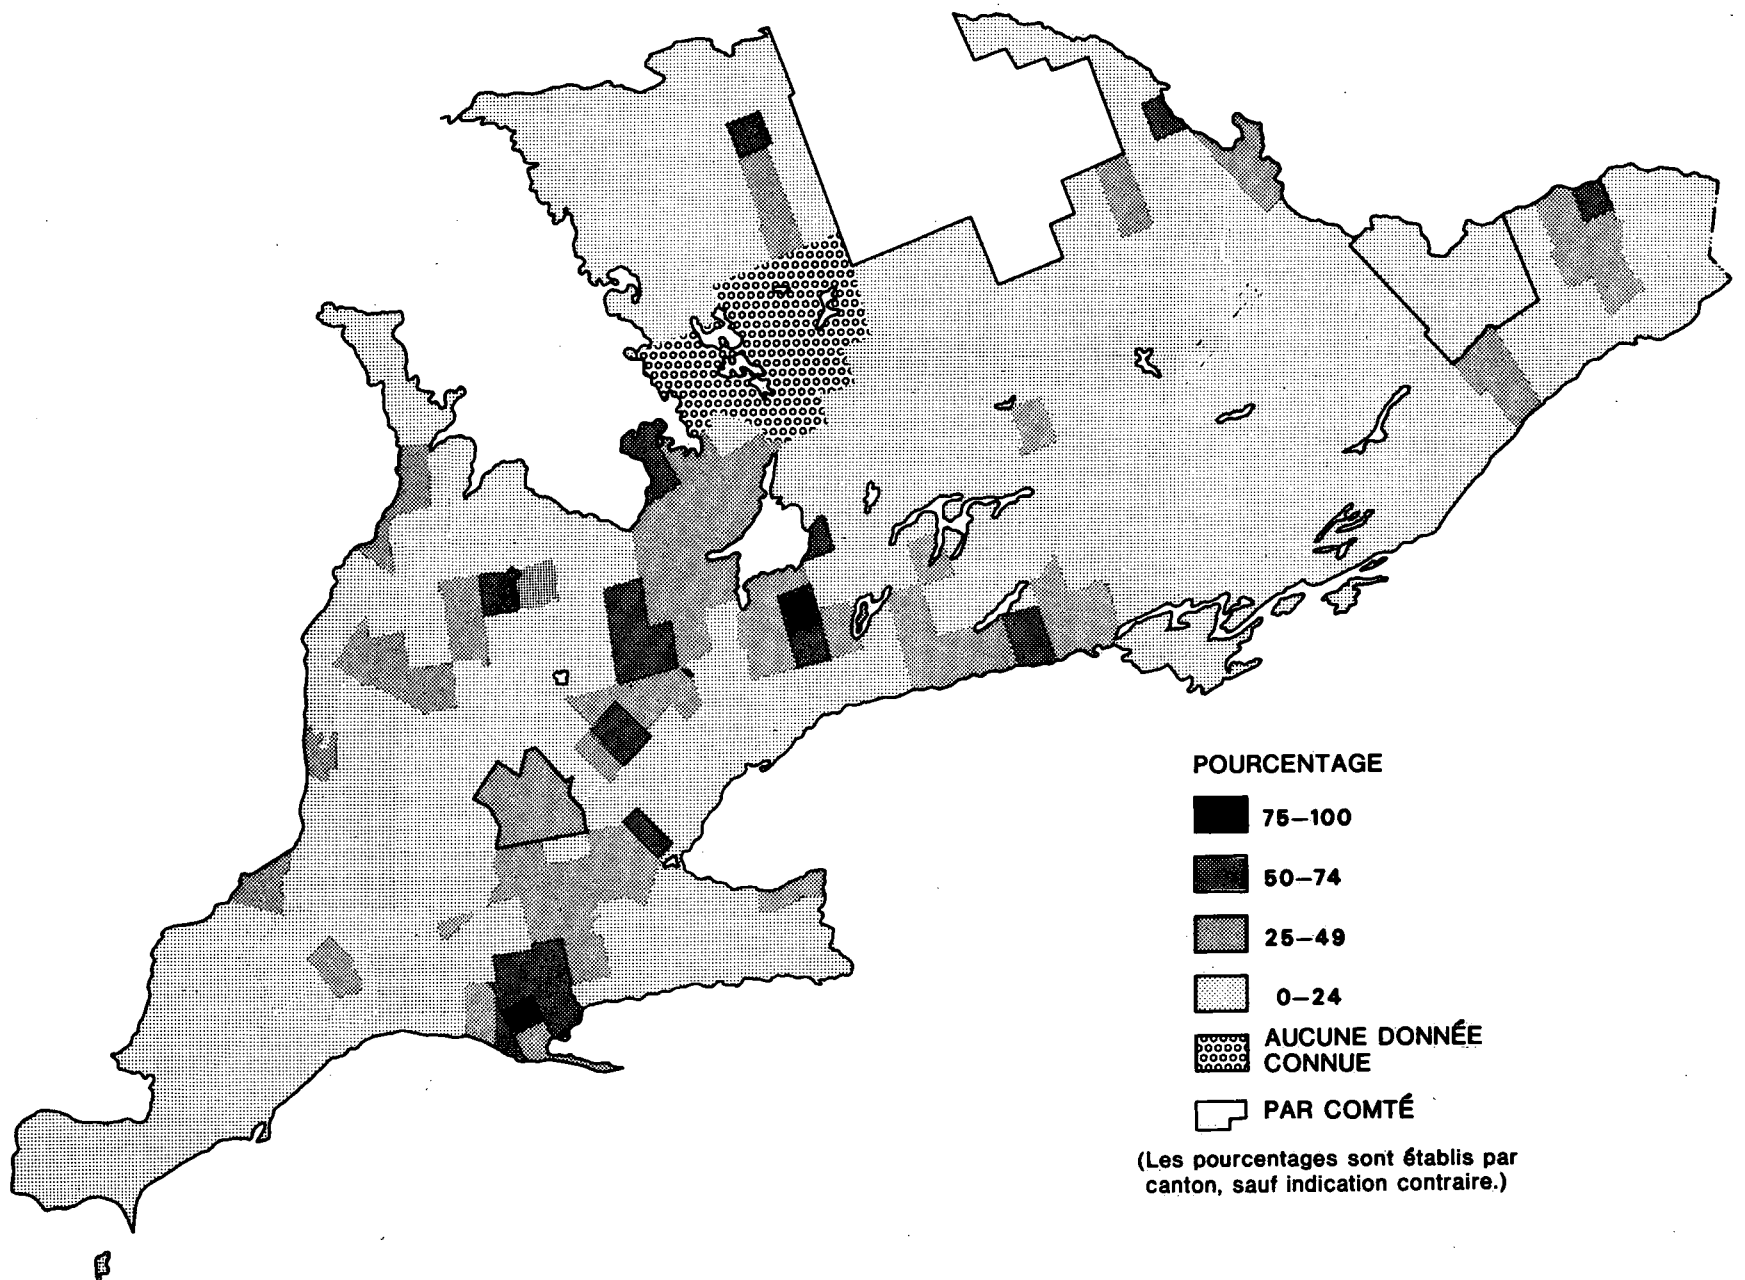 POURCENTAGE
75–100
50–74
25–49
0–24
AUCUNE DONNÉE
CONNUE
PAR COMTÉ
(Les pourcentages sont établis par
canton, sauf indication contraire.)